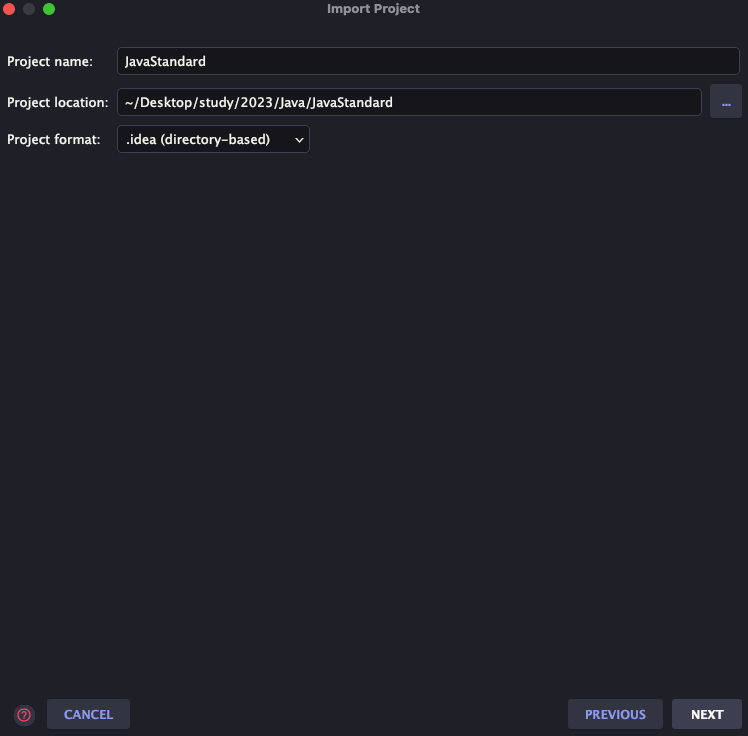 Import Project
Project name: JavaStandard
Project location: ~/Desktop/study/2023/Java/JavaStandard ...
Project format: .idea (directory-based)
? CANCEL PREVIOUS NEXT